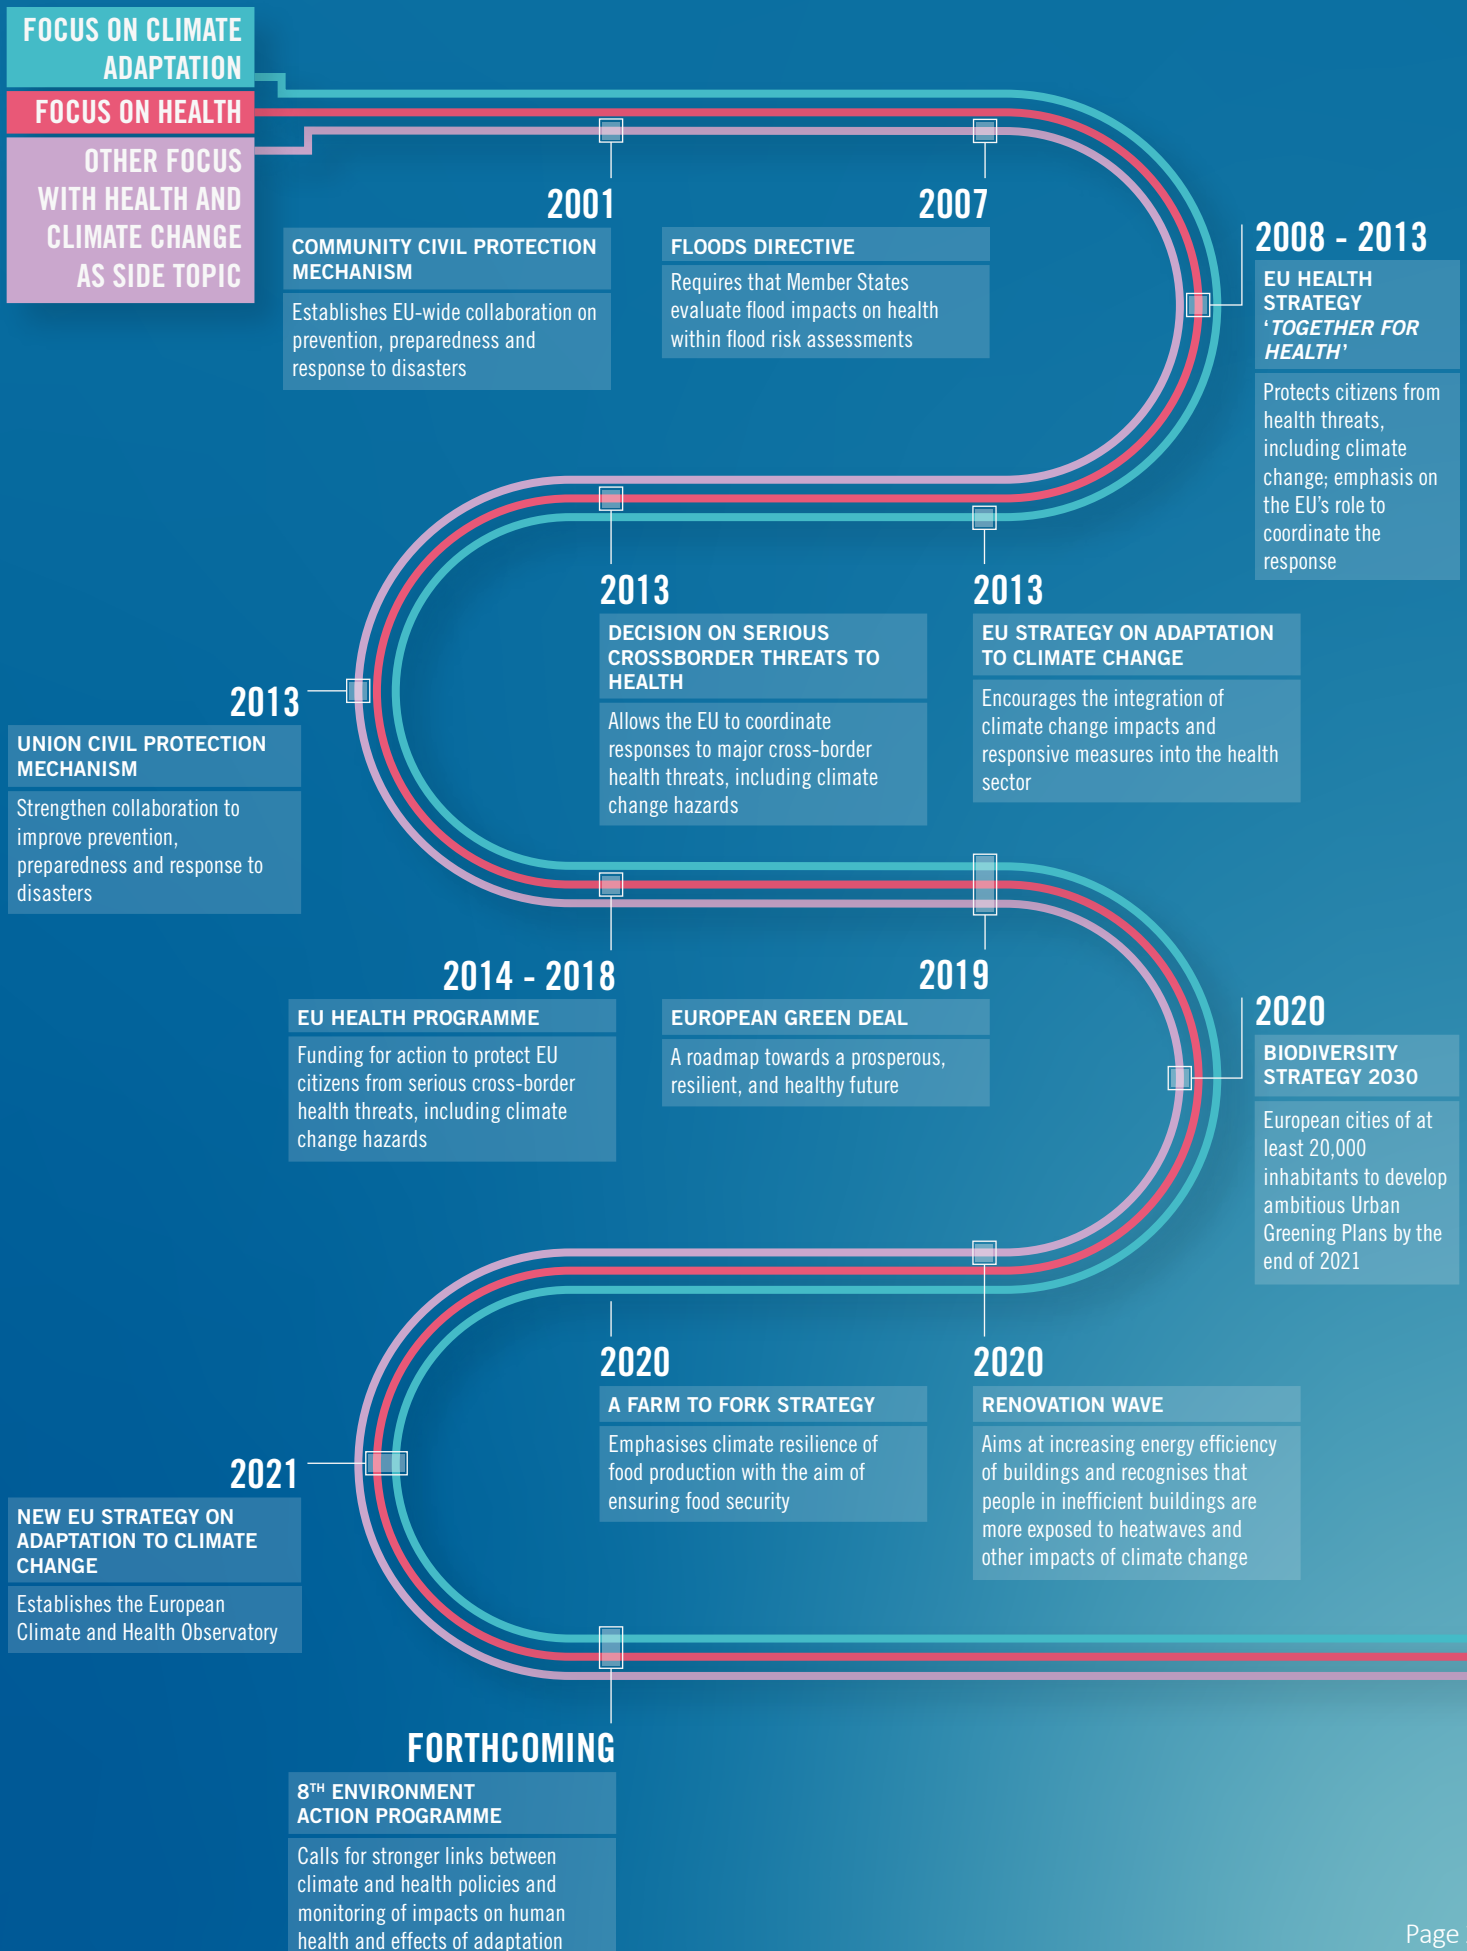 FOCUS ON CLIMATE
ADAPTATION
FOCUS ON HEALTH
OTHER FOCUS
WITH HEALTH AND
CLIMATE CHANGE
AS SIDE TOPIC
2001
COMMUNITY CIVIL PROTECTION
MECHANISM
Establishes EU-wide collaboration on
prevention, preparedness and
response to disasters
2007
FLOODS DIRECTIVE
Requires that Member States
evaluate flood impacts on health
within flood risk assessments
2008 - 2013
EU HEALTH
STRATEGY
‘TOGETHER FOR
HEALTH’
Protects citizens from
health threats,
including climate
change; emphasis on
the EU’s role to
coordinate the
response
2013
EU STRATEGY ON ADAPTATION
TO CLIMATE CHANGE
Encourages the integration of
climate change impacts and
responsive measures into the health
sector
2013
DECISION ON SERIOUS
CROSSBORDER THREATS TO
HEALTH
Allows the EU to coordinate
responses to major cross-border
health threats, including climate
change hazards
2013
UNION CIVIL PROTECTION
MECHANISM
Strengthen collaboration to
improve prevention,
preparedness and response to
disasters
2014 - 2018
EU HEALTH PROGRAMME
Funding for action to protect EU
citizens from serious cross-border
health threats, including climate
change hazards
2019
EUROPEAN GREEN DEAL
A roadmap towards a prosperous,
resilient, and healthy future
2020
BIODIVERSITY
STRATEGY 2030
European cities of at
least 20,000
inhabitants to develop
ambitious Urban
Greening Plans by the
end of 2021
2020
RENOVATION WAVE
Aims at increasing energy efficiency
of buildings and recognises that
people in inefficient buildings are
more exposed to heatwaves and
other impacts of climate change
2020
A FARM TO FORK STRATEGY
Emphasises climate resilience of
food production with the aim of
ensuring food security
2021
NEW EU STRATEGY ON
ADAPTATION TO CLIMATE
CHANGE
Establishes the European
Climate and Health Observatory
FORTHCOMING
8TH ENVIRONMENT
ACTION PROGRAMME
Calls for stronger links between
climate and health policies and
monitoring of impacts on human
health and effects of adaptation
Page